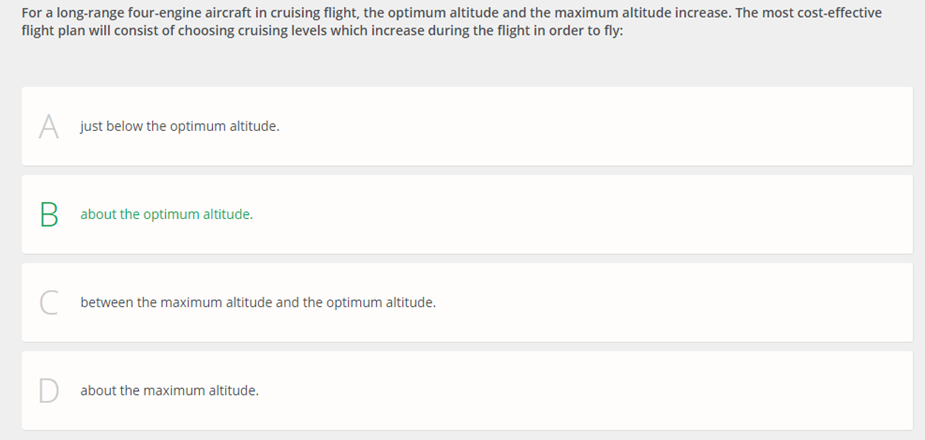 For a long-range four-engine aircraft in cruising flight, the optimum altitude and the maximum altitude increase. The most cost-effective
flight plan will consist of choosing cruising levels which increase during the flight in order to fly:
A just below the optimum altitude.
B about the optimum altitude.
C between the maximum altitude and the optimum altitude.
D about the maximum altitude.